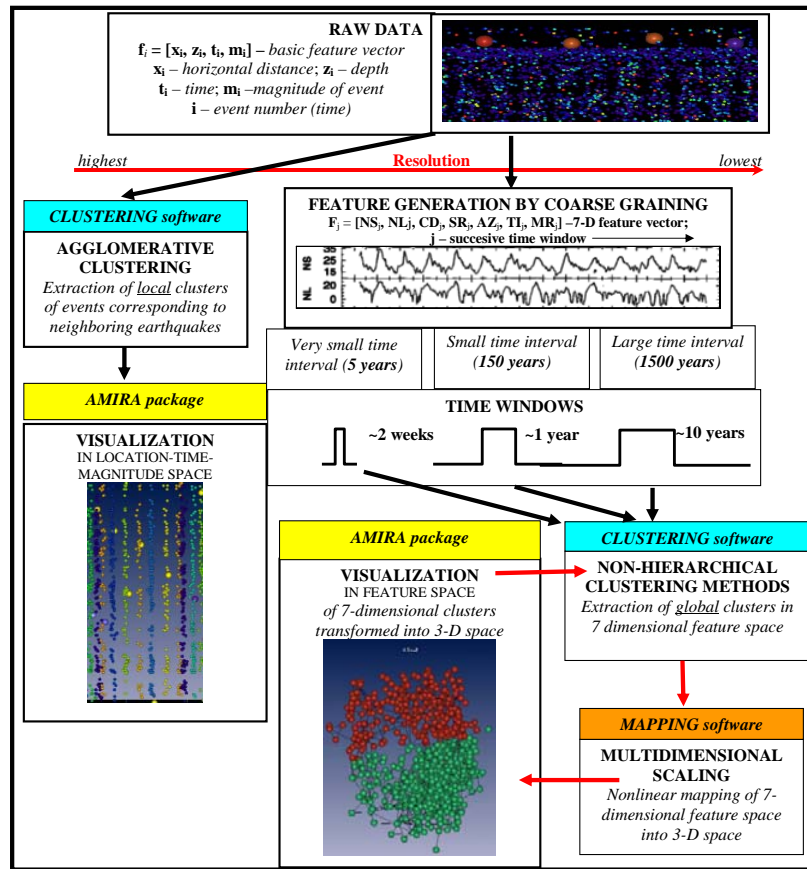 RAW DATA
fi = [xi, zi, ti, mi] – basic feature vector
xi – horizontal distance; zi – depth
ti – time; mi –magnitude of event
i – event number (time)
highest
Resolution
lowest
CLUSTERING software
AGGLOMERATIVE
CLUSTERING
Extraction of local clusters
of events corresponding to
neighboring earthquakes
FEATURE GENERATION BY COARSE GRAINING
Fj = [NSj, NLj, CDj, SRj, AZj, TIj, MRj] –7-D feature vector;
j – succesive time window
35
NS
25
15
NL
20
0
Very small time
interval (5 years)
Small time interval
(150 years)
Large time interval
(1500 years)
AMIRA package
VISUALIZATION
IN LOCATION-TIME-
MAGNITUDE SPACE
TIME WINDOWS
~2 weeks
~1 year
~10 years
AMIRA package
VISUALIZATION
IN FEATURE SPACE
of 7-dimensional clusters
transformed into 3-D space
CLUSTERING software
NON-HIERARCHICAL
CLUSTERING METHODS
Extraction of global clusters in
7 dimensional feature space
MAPPING software
MULTIDIMENSIONAL
SCALING
Nonlinear mapping of 7-
dimensional feature space
into 3-D space